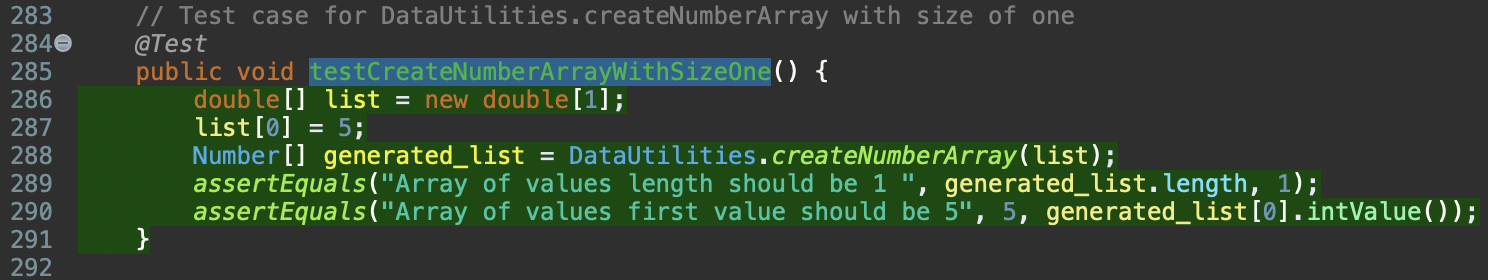 283 // Test case for DataUtilities.createNumberArray with size of one
284 @Test
285 public void testCreateNumberArrayWithSizeOne() {
286 double[] list = new double[1];
287 list[0] = 5;
288 Number[] generated_list = DataUtilities.createNumberArray(list);
289 assertEquals("Array of values length should be 1 ", generated_list.length, 1);
290 assertEquals("Array of values first value should be 5", 5, generated_list[0].intValue());
291 }
292